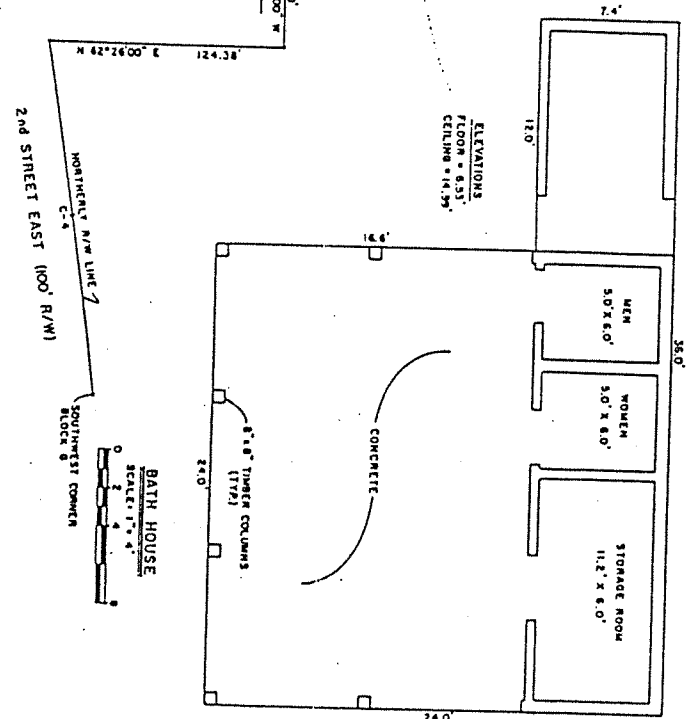 00" W
N 62°26'00" E 124.38'
7.4'
12.0'
ELEVATIONS
FLOOR = 6.53'
CEILING = 14.99'
2nd STREET EAST (100' R/W)
NORTHERLY R/W LINE
C-4
SOUTHWEST CORNER
BLOCK 6
16.6'
36.0'
MEN
5.0' X 6.0'
WOMEN
5.0' X 6.0'
STORAGE ROOM
11.2' X 6.0'
CONCRETE
8"x8" TIMBER COLUMNS
(TYP.)
24.0'
24.0'
BATH HOUSE
SCALE: 1" = 4'
0 2 4 8